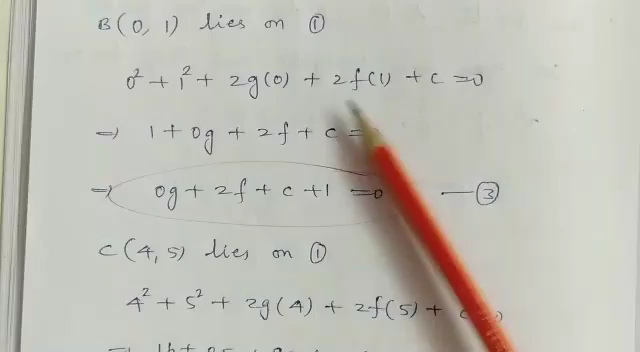 B(0, 1) lies on ①
0² + 1² + 2g(0) + 2f(1) + c = 0
⇒ 1 + 0g + 2f + c =
⇒ 0g + 2f + c + 1 = 0 — ③
C(4, 5) lies on ①
4² + 5² + 2g(4) + 2f(5) +